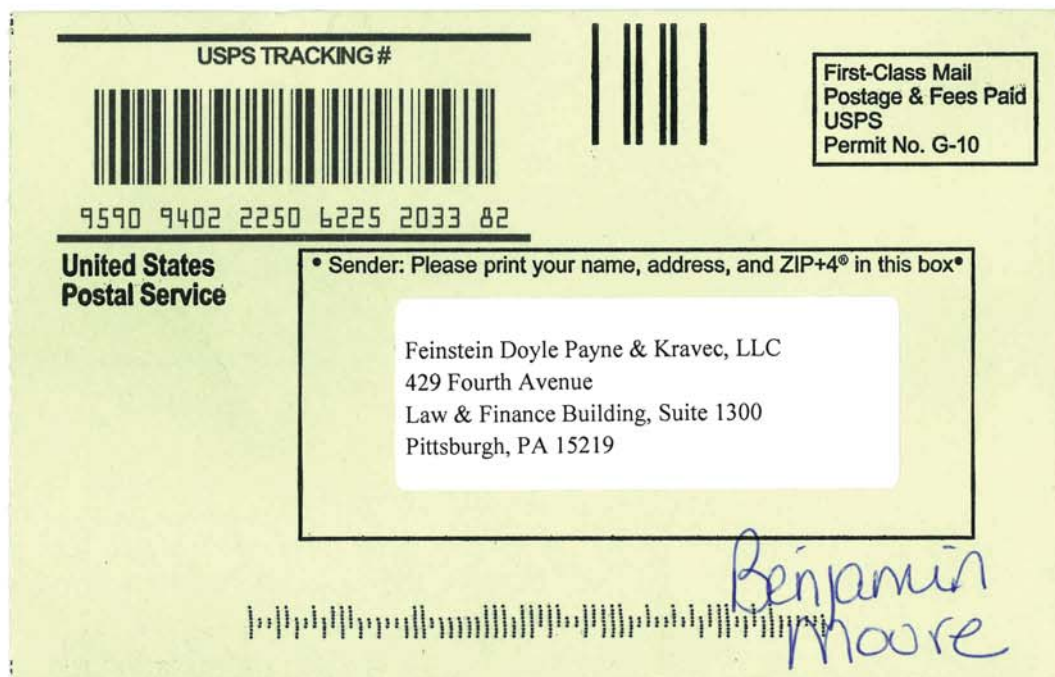 USPS TRACKING #
9590 9402 2250 6225 2033 82
First-Class Mail
Postage & Fees Paid
USPS
Permit No. G-10
United States
Postal Service
• Sender: Please print your name, address, and ZIP+4® in this box•
Feinstein Doyle Payne & Kravec, LLC
429 Fourth Avenue
Law & Finance Building, Suite 1300
Pittsburgh, PA 15219
Benjamin
Moore